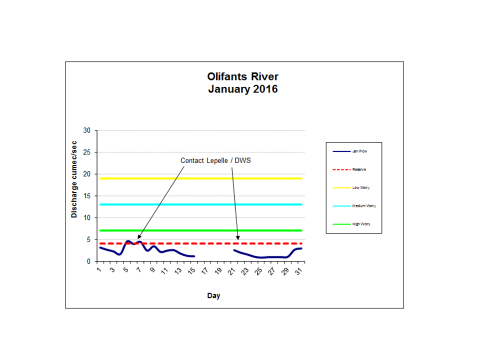 Olifants River
January 2016
Discharge cumec/sec
30
25
20
15
10
5
0
Contact Lepelle / DWS
1
3
5
7
9
11
13
15
17
19
21
23
25
27
29
31
Day
Jan Flow
Reserve
Low Worry
Medium Worry
High Worry